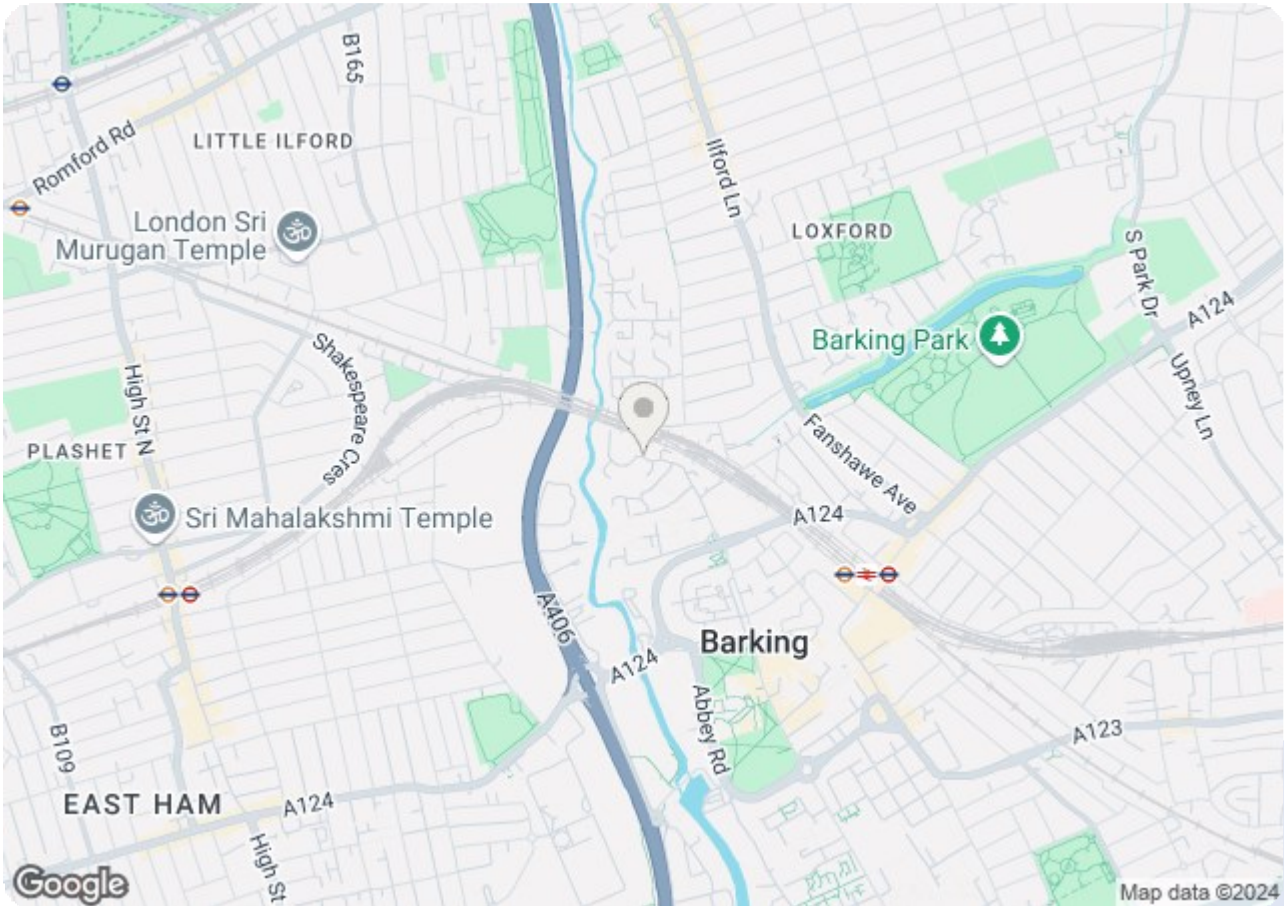 B165
LITTLE ILFORD
Romford Rd
London Sri
Murugan Temple
Ilford Ln
LOXFORD
S Park Dr
A124
Barking Park
Shakespeare Cres
High St N
Upney Ln
PLASHET
Fanshawe Ave
Sri Mahalakshmi Temple
A124
A406
Barking
A124
Abbey Rd
B109
A123
EAST HAM
A124
High St
Google
Map data ©2024